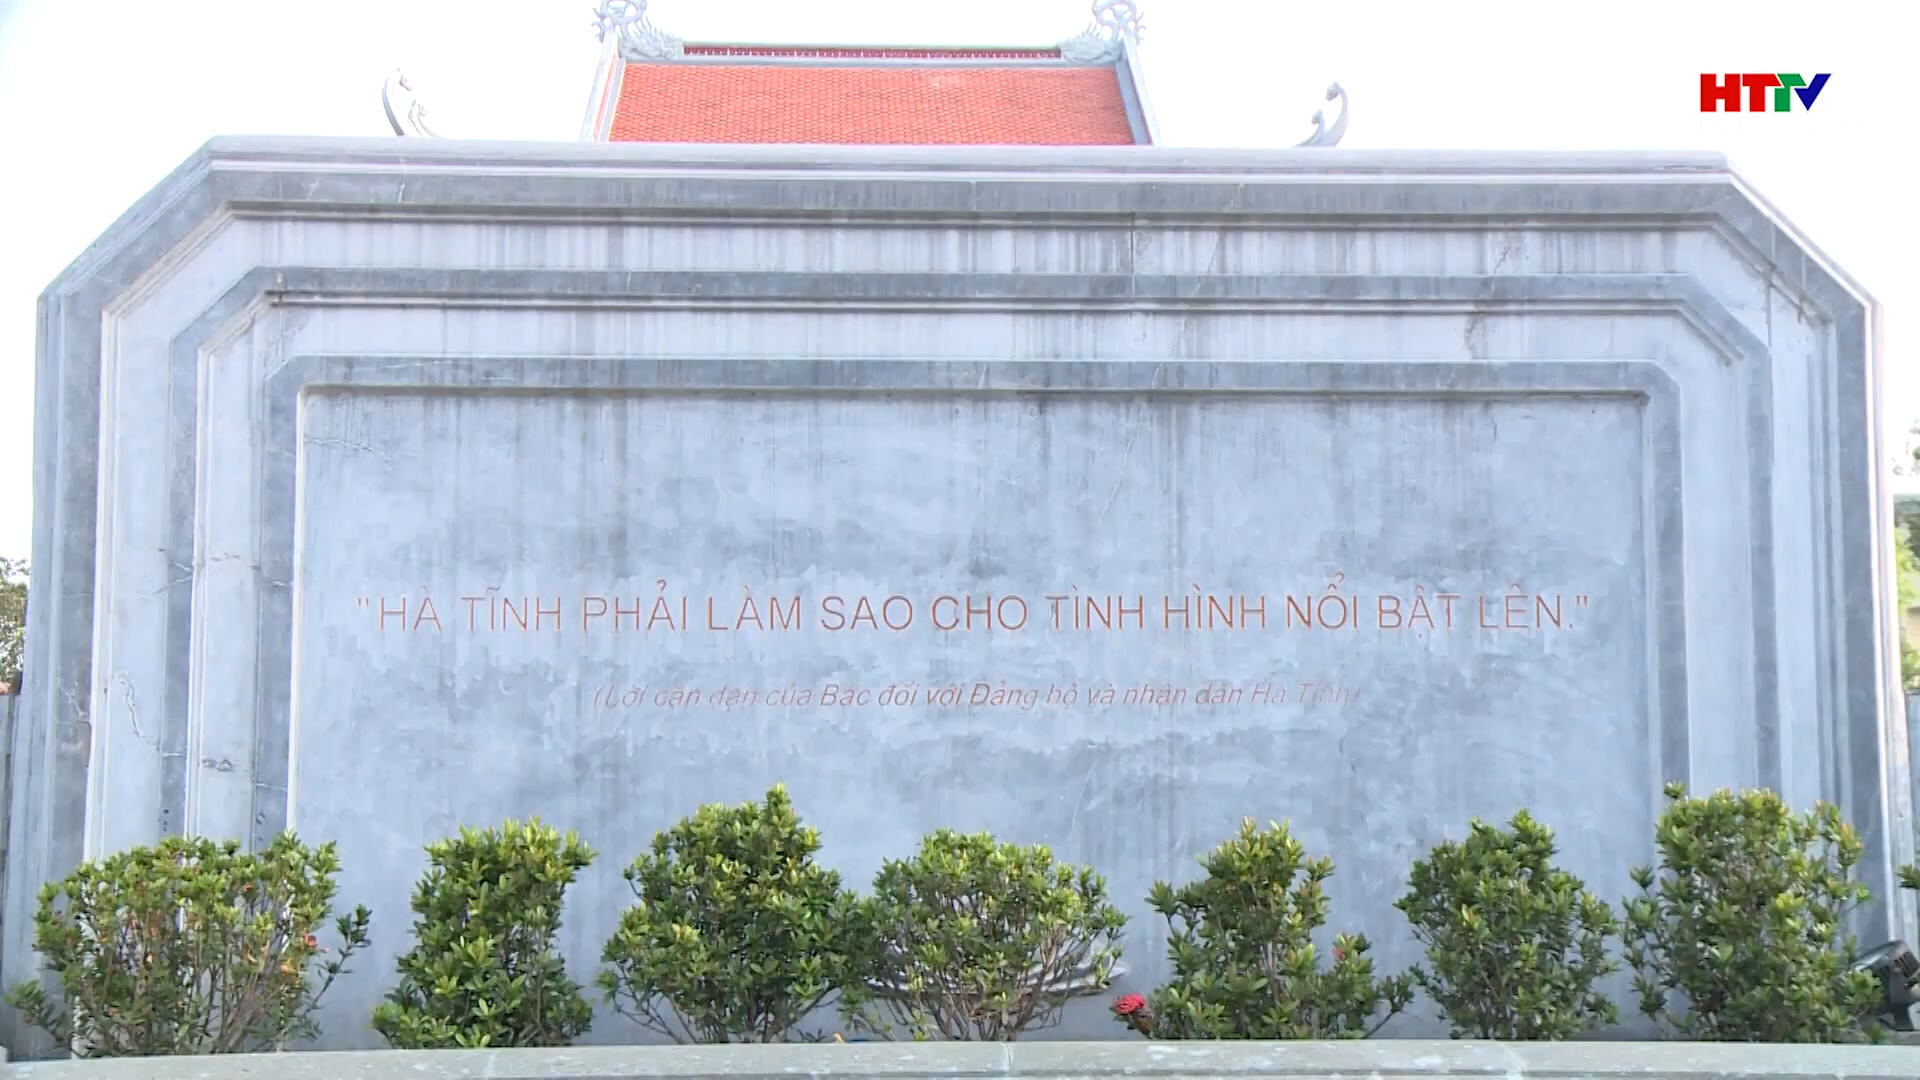 HTTV
"HÀ TĨNH PHẢI LÀM SAO CHO TÌNH HÌNH NỔI BẬT LÊN."
(Lời căn dặn của Bác đối với Đảng bộ và nhân dân Hà Tĩnh)